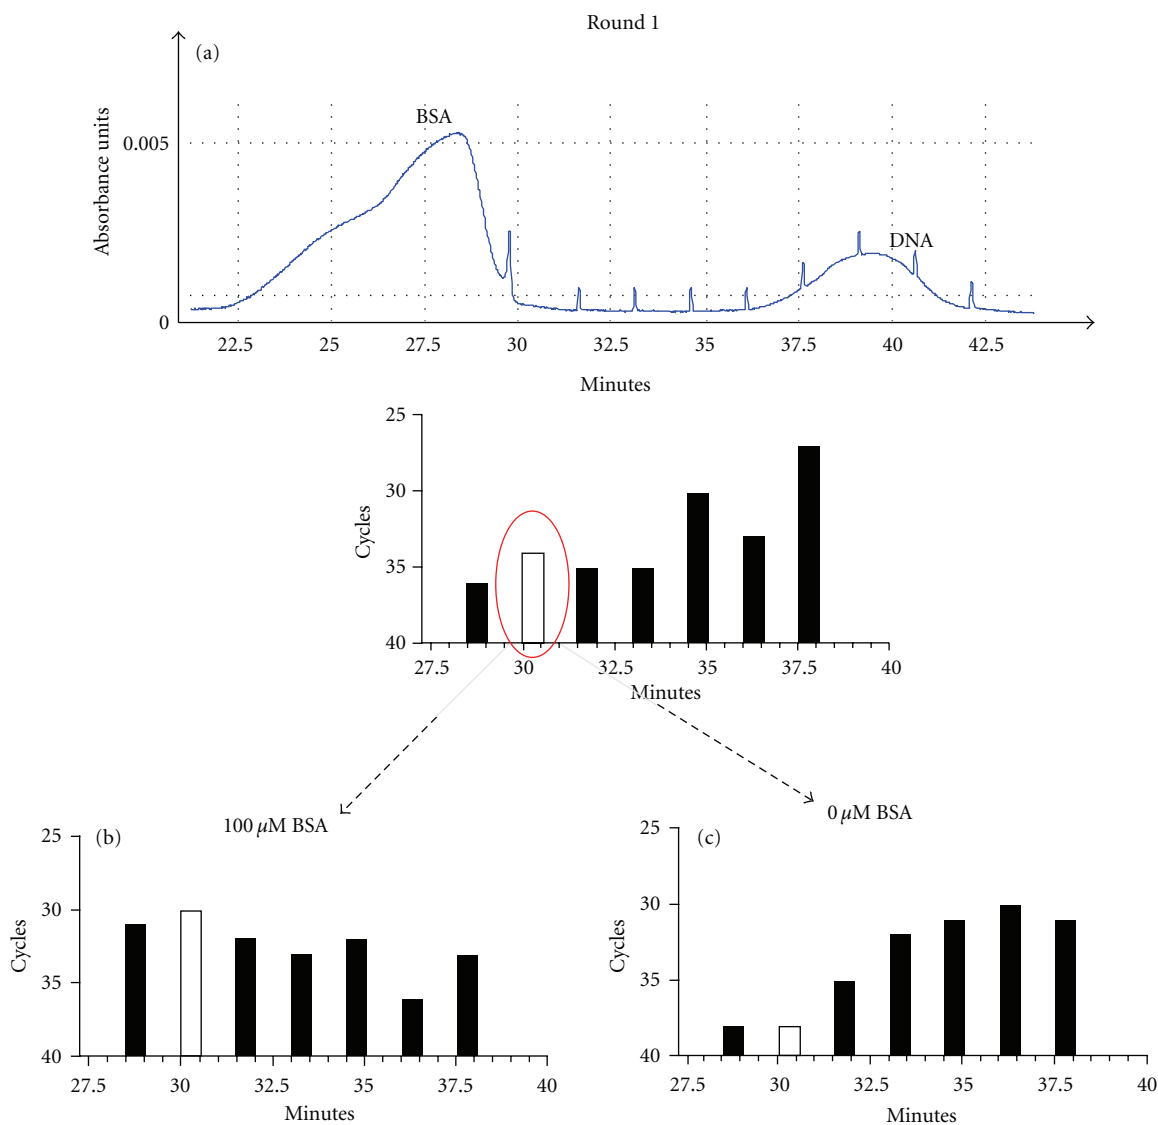 Round 1
(a)
Absorbance units
BSA
DNA
0.005
0
22.5 25 27.5 30 32.5 35 37.5 40 42.5
Minutes
25
30
35
40
Cycles
27.5 30 32.5 35 37.5 40
Minutes
100 μM BSA
(b)
25
30
35
40
Cycles
27.5 30 32.5 35 37.5 40
Minutes
0 μM BSA
(c)
25
30
35
40
Cycles
27.5 30 32.5 35 37.5 40
Minutes